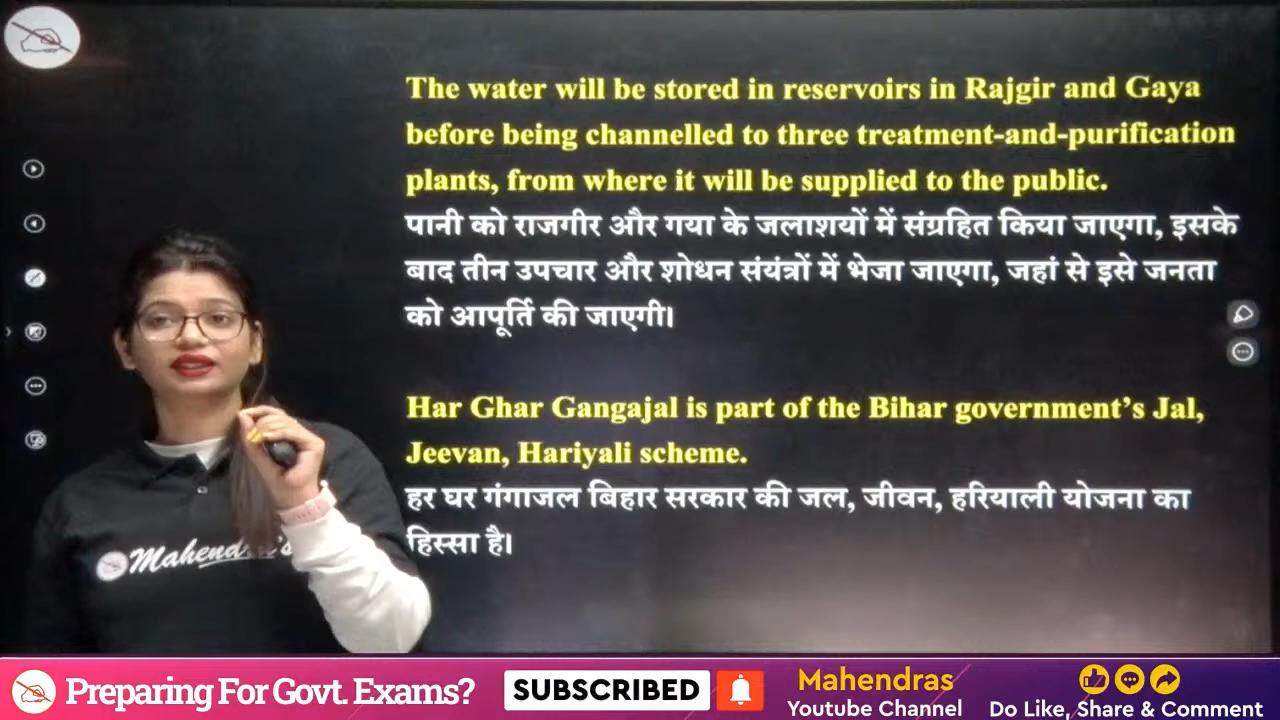 The water will be stored in reservoirs in Rajgir and Gaya
before being channelled to three treatment-and-purification
plants, from where it will be supplied to the public.
पानी को राजगीर और गया के जलाशयों में संग्रहित किया जाएगा, इसके
बाद तीन उपचार और शोधन संयंत्रों में भेजा जाएगा, जहां से इसे जनता
को आपूर्ति की जाएगी।
Har Ghar Gangajal is part of the Bihar government's Jal,
Jeevan, Hariyali scheme.
हर घर गंगाजल बिहार सरकार की जल, जीवन, हरियाली योजना का
हिस्सा है।
Mahendra's
Preparing For Govt. Exams?
SUBSCRIBED
Mahendras
Youtube Channel
Do Like, Share & Comment